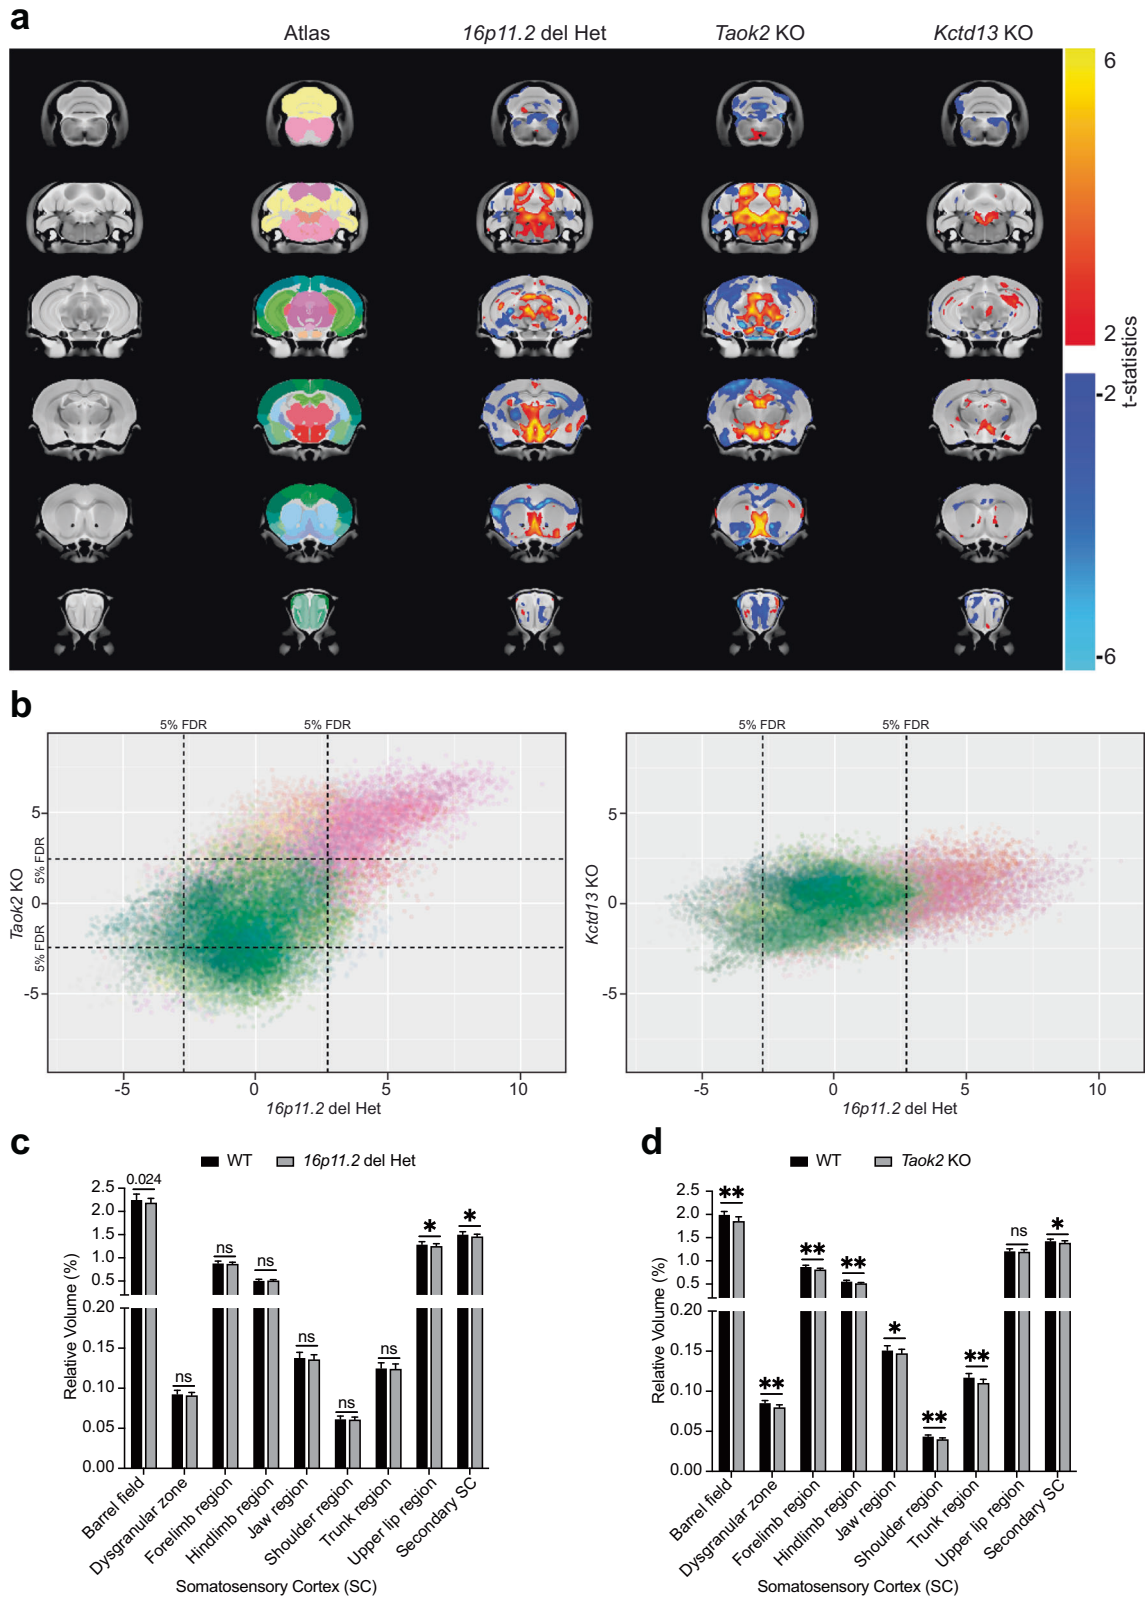 a
Atlas 16p11.2 del Het Taok2 KO Kctd13 KO
6
2
t-statistics
-2
-6
b
5% FDR 5% FDR
5% FDR
5% FDR
Taok2 KO
5
0
-5
-5 0 5 10
16p11.2 del Het
5% FDR 5% FDR
Kctd13 KO
5
0
-5
-5 0 5 10
16p11.2 del Het
c
WT 16p11.2 del Het
Relative Volume (%)
2.5
2.0
1.5
1.0
0.5
0.20
0.15
0.10
0.05
0.00
0.024 ns ns ns ns ns ns * *
Barrel field
Dysgranular zone
Forelimb region
Hindlimb region
Jaw region
Shoulder region
Trunk region
Upper lip region
Secondary SC
Somatosensory Cortex (SC)
d
WT Taok2 KO
Relative Volume (%)
2.5
2.0
1.5
1.0
0.5
0.20
0.15
0.10
0.05
0.00
** ** ** ** * ** ** ns *
Barrel field
Dysgranular zone
Forelimb region
Hindlimb region
Jaw region
Shoulder region
Trunk region
Upper lip region
Secondary SC
Somatosensory Cortex (SC)